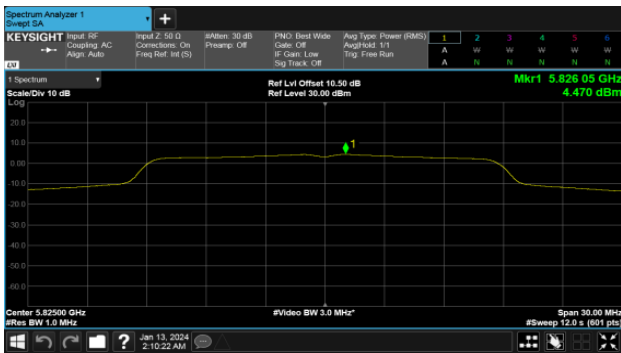 Spectrum Analyzer 1
Swept SA
KEYSIGHT
Input: RF
Coupling: AC
Align: Auto
Input Z: 50 Ω
Corrections: On
Freq Ref: Int (S)
#Atten: 30 dB
Preamp: Off
PNO: Best Wide
Gate: Off
IF Gain: Low
Sig Track: Off
Avg Type: Power (RMS)
Avg|Hold: 1/1
Trig: Free Run
1 2 3 4 5 6
A W W W W W
A N N N N N
LXI
1 Spectrum
Scale/Div 10 dB
Ref Lvl Offset 10.50 dB
Ref Level 30.00 dBm
Mkr1 5.826 05 GHz
4.470 dBm
Log
20.0
10.0
0.00
-10.0
-20.0
-30.0
-40.0
-50.0
-60.0
1
Center 5.82500 GHz
#Res BW 1.0 MHz
#Video BW 3.0 MHz*
Span 30.00 MHz
#Sweep 12.0 s (601 pts)
?
Jan 13, 2024
2:10:22 AM